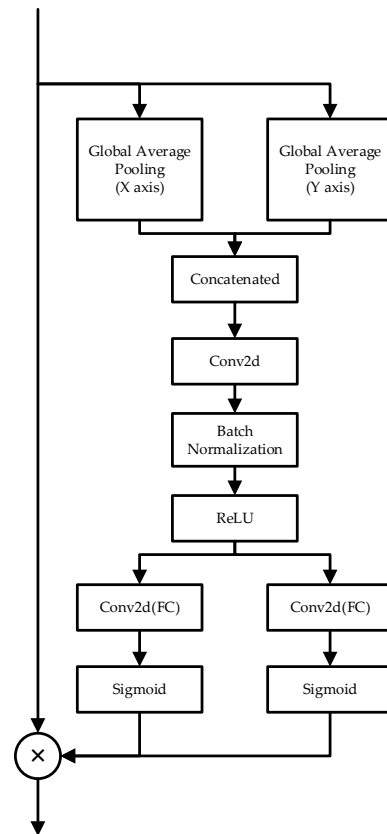 Global Average
Pooling
(X axis)
Global Average
Pooling
(Y axis)
Concatenated
Conv2d
Batch
Normalization
ReLU
Conv2d(FC)
Conv2d(FC)
Sigmoid
Sigmoid
×